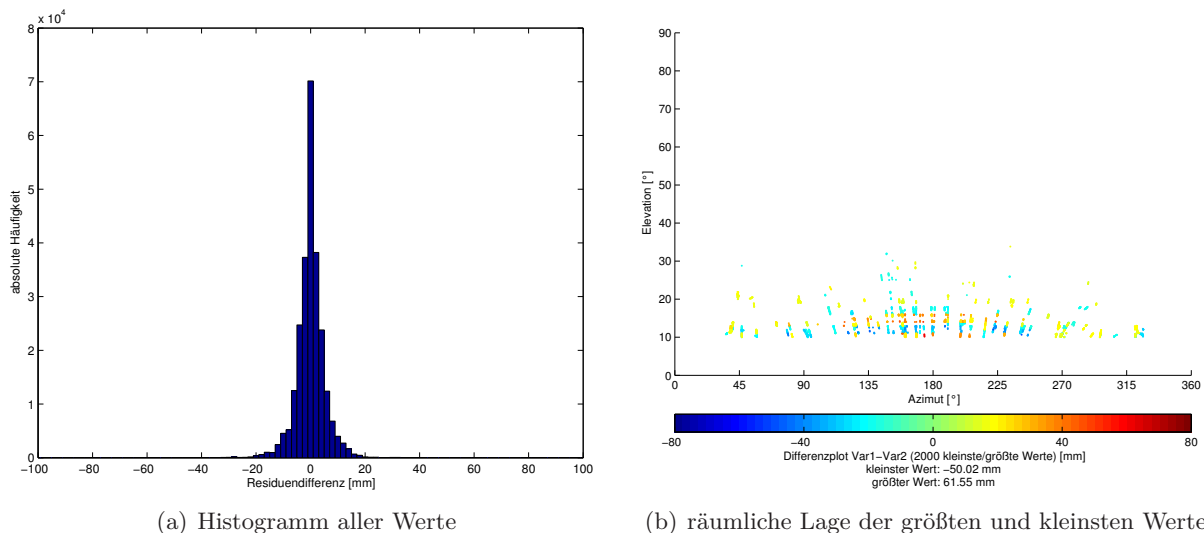 x 10⁴
8
7
6
5
4
3
2
1
0
absolute Häufigkeit
−100 −80 −60 −40 −20 0 20 40 60 80 100
Residuendifferenz [mm]
(a) Histogramm aller Werte
90
80
70
60
50
40
30
20
10
0
Elevation [°]
0 45 90 135 180 225 270 315 360
Azimut [°]
−80 −40 0 40 80
Differenzplot Var1−Var2 (2000 kleinste/größte Werte) [mm]
kleinster Wert: −50.02 mm
größter Wert: 61.55 mm
(b) räumliche Lage der größten und kleinsten Werte